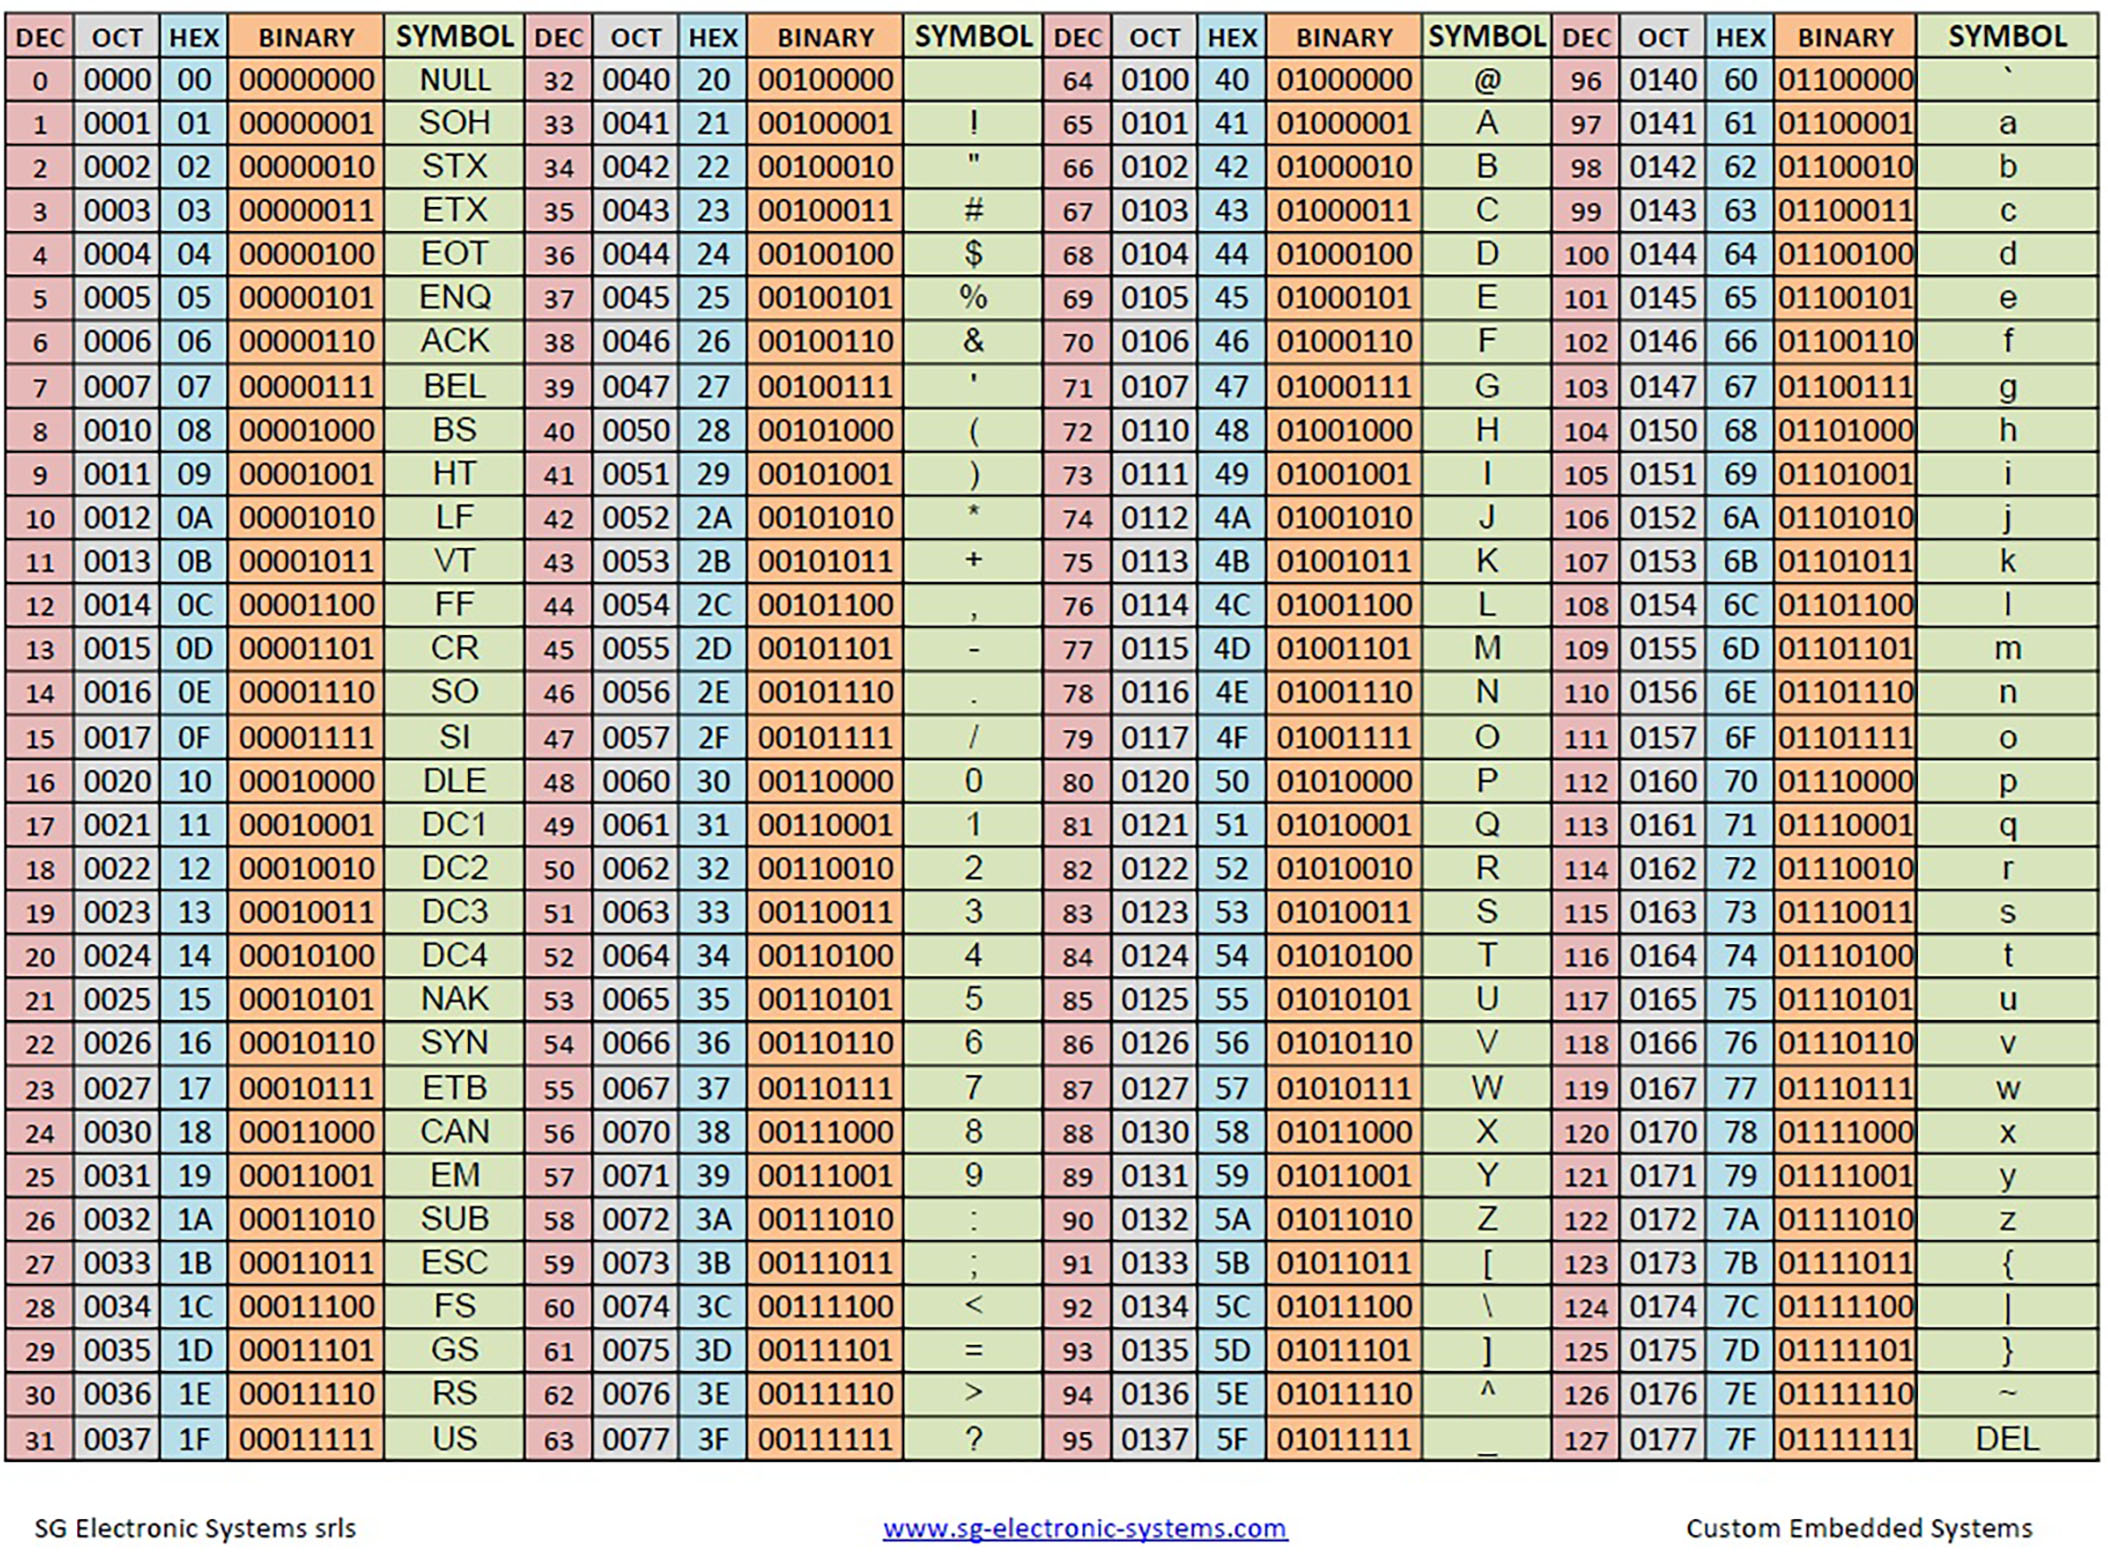 DEC OCT HEX BINARY SYMBOL DEC OCT HEX BINARY SYMBOL DEC OCT HEX BINARY SYMBOL DEC OCT HEX BINARY SYMBOL
0 0000 00 00000000 NULL 32 0040 20 00100000 64 0100 40 01000000 @ 96 0140 60 01100000 `
1 0001 01 00000001 SOH 33 0041 21 00100001 ! 65 0101 41 01000001 A 97 0141 61 01100001 a
2 0002 02 00000010 STX 34 0042 22 00100010 " 66 0102 42 01000010 B 98 0142 62 01100010 b
3 0003 03 00000011 ETX 35 0043 23 00100011 # 67 0103 43 01000011 C 99 0143 63 01100011 c
4 0004 04 00000100 EOT 36 0044 24 00100100 $ 68 0104 44 01000100 D 100 0144 64 01100100 d
5 0005 05 00000101 ENQ 37 0045 25 00100101 % 69 0105 45 01000101 E 101 0145 65 01100101 e
6 0006 06 00000110 ACK 38 0046 26 00100110 & 70 0106 46 01000110 F 102 0146 66 01100110 f
7 0007 07 00000111 BEL 39 0047 27 00100111 ' 71 0107 47 01000111 G 103 0147 67 01100111 g
8 0010 08 00001000 BS 40 0050 28 00101000 ( 72 0110 48 01001000 H 104 0150 68 01101000 h
9 0011 09 00001001 HT 41 0051 29 00101001 ) 73 0111 49 01001001 I 105 0151 69 01101001 i
10 0012 0A 00001010 LF 42 0052 2A 00101010 * 74 0112 4A 01001010 J 106 0152 6A 01101010 j
11 0013 0B 00001011 VT 43 0053 2B 00101011 + 75 0113 4B 01001011 K 107 0153 6B 01101011 k
12 0014 0C 00001100 FF 44 0054 2C 00101100 , 76 0114 4C 01001100 L 108 0154 6C 01101100 l
13 0015 0D 00001101 CR 45 0055 2D 00101101 - 77 0115 4D 01001101 M 109 0155 6D 01101101 m
14 0016 0E 00001110 SO 46 0056 2E 00101110 . 78 0116 4E 01001110 N 110 0156 6E 01101110 n
15 0017 0F 00001111 SI 47 0057 2F 00101111 / 79 0117 4F 01001111 O 111 0157 6F 01101111 o
16 0020 10 00010000 DLE 48 0060 30 00110000 0 80 0120 50 01010000 P 112 0160 70 01110000 p
17 0021 11 00010001 DC1 49 0061 31 00110001 1 81 0121 51 01010001 Q 113 0161 71 01110001 q
18 0022 12 00010010 DC2 50 0062 32 00110010 2 82 0122 52 01010010 R 114 0162 72 01110010 r
19 0023 13 00010011 DC3 51 0063 33 00110011 3 83 0123 53 01010011 S 115 0163 73 01110011 s
20 0024 14 00010100 DC4 52 0064 34 00110100 4 84 0124 54 01010100 T 116 0164 74 01110100 t
21 0025 15 00010101 NAK 53 0065 35 00110101 5 85 0125 55 01010101 U 117 0165 75 01110101 u
22 0026 16 00010110 SYN 54 0066 36 00110110 6 86 0126 56 01010110 V 118 0166 76 01110110 v
23 0027 17 00010111 ETB 55 0067 37 00110111 7 87 0127 57 01010111 W 119 0167 77 01110111 w
24 0030 18 00011000 CAN 56 0070 38 00111000 8 88 0130 58 01011000 X 120 0170 78 01111000 x
25 0031 19 00011001 EM 57 0071 39 00111001 9 89 0131 59 01011001 Y 121 0171 79 01111001 y
26 0032 1A 00011010 SUB 58 0072 3A 00111010 : 90 0132 5A 01011010 Z 122 0172 7A 01111010 z
27 0033 1B 00011011 ESC 59 0073 3B 00111011 ; 91 0133 5B 01011011 [ 123 0173 7B 01111011 {
28 0034 1C 00011100 FS 60 0074 3C 00111100 < 92 0134 5C 01011100 \ 124 0174 7C 01111100 |
29 0035 1D 00011101 GS 61 0075 3D 00111101 = 93 0135 5D 01011101 ] 125 0175 7D 01111101 }
30 0036 1E 00011110 RS 62 0076 3E 00111110 > 94 0136 5E 01011110 ^ 126 0176 7E 01111110 ~
31 0037 1F 00011111 US 63 0077 3F 00111111 ? 95 0137 5F 01011111 _ 127 0177 7F 01111111 DEL
SG Electronic Systems srls www.sg-electronic-systems.com Custom Embedded Systems